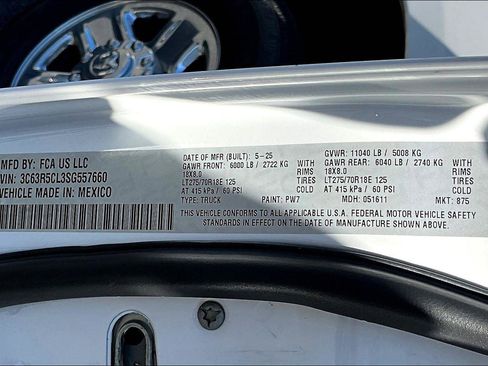 MFD BY: FCA US LLC
VIN: 3C63R5CL3SG557660
VEHICLE MADE IN: MEXICO
DATE OF MFR (BUILT): 5-25
GAWR FRONT: 6000 LB / 2722 KG
18X8.0
LT275/70R18E 125
AT 415 kPa / 60 PSI
TYPE: TRUCK
WITH
RIMS
TIRES
COLD
PAINT: PW7
GVWR: 11040 LB / 5008 KG
GAWR REAR: 6040 LB / 2740 KG
18X8.0
LT275/70R18E 125
AT 415 kPa / 60 PSI
MDH: 051611
WITH
RIMS
TIRES
COLD
MKT: 875
THIS VEHICLE CONFORMS TO ALL APPLICABLE U.S.A. FEDERAL MOTOR VEHICLE SAFETY
STANDARDS IN EFFECT ON THE DATE OF MANUFACTURE SHOWN ABOVE.